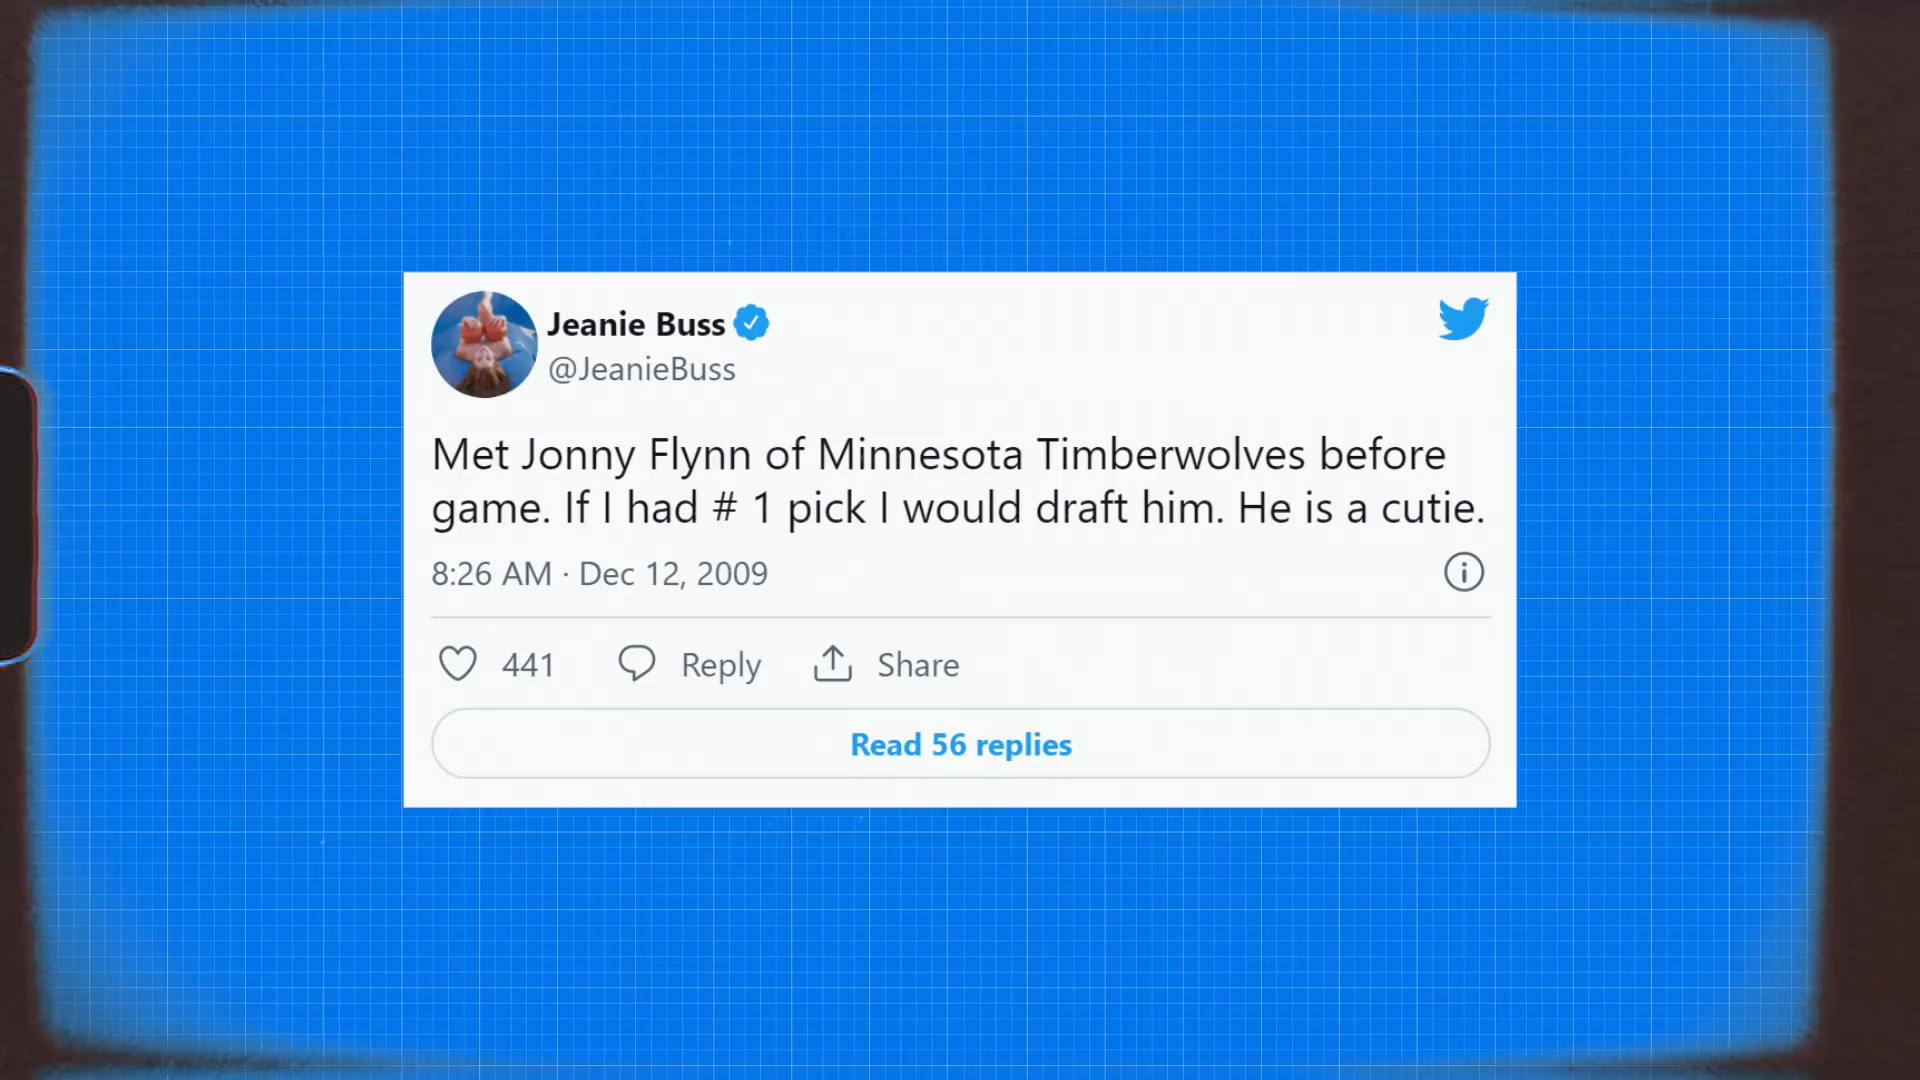 Jeanie Buss
@JeanieBuss
Met Jonny Flynn of Minnesota Timberwolves before
game. If I had # 1 pick I would draft him. He is a cutie.
8:26 AM · Dec 12, 2009
441 Reply Share
Read 56 replies